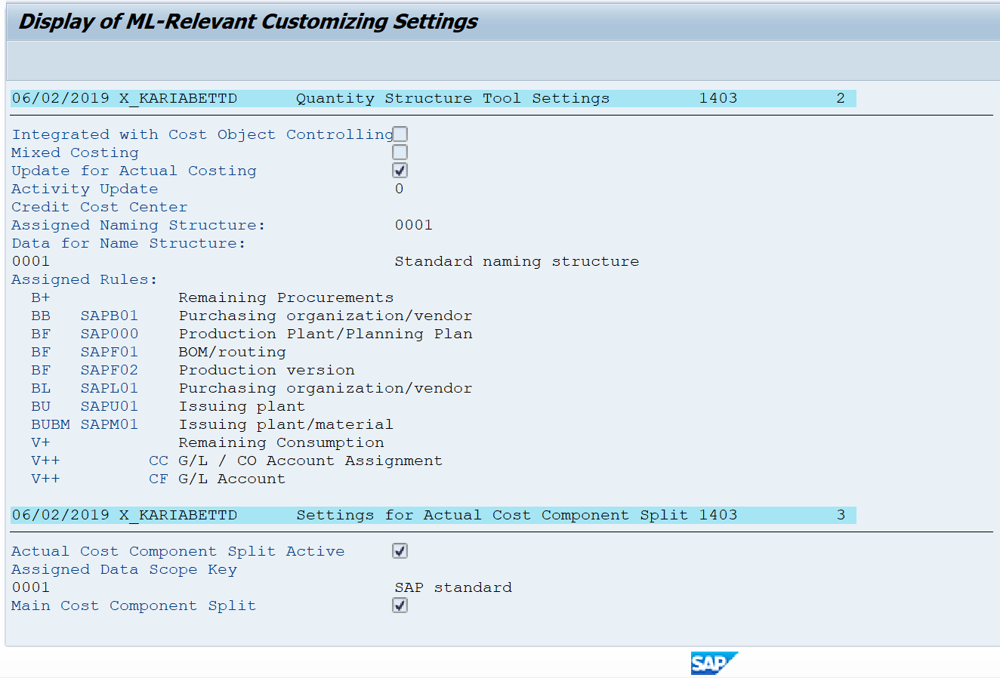 Display of ML-Relevant Customizing Settings
06/02/2019 X_KARIABETTD Quantity Structure Tool Settings 1403 2
Integrated with Cost Object Controlling
Mixed Costing
Update for Actual Costing
Activity Update 0
Credit Cost Center
Assigned Naming Structure: 0001
Data for Name Structure:
0001 Standard naming structure
Assigned Rules:
B+ Remaining Procurements
BB SAPB01 Purchasing organization/vendor
BF SAP000 Production Plant/Planning Plan
BF SAPF01 BOM/routing
BF SAPF02 Production version
BL SAPL01 Purchasing organization/vendor
BU SAPU01 Issuing plant
BUBM SAPM01 Issuing plant/material
V+ Remaining Consumption
V++ CC G/L / CO Account Assignment
V++ CF G/L Account
06/02/2019 X_KARIABETTD Settings for Actual Cost Component Split 1403 3
Actual Cost Component Split Active
Assigned Data Scope Key
0001 SAP standard
Main Cost Component Split
SAP